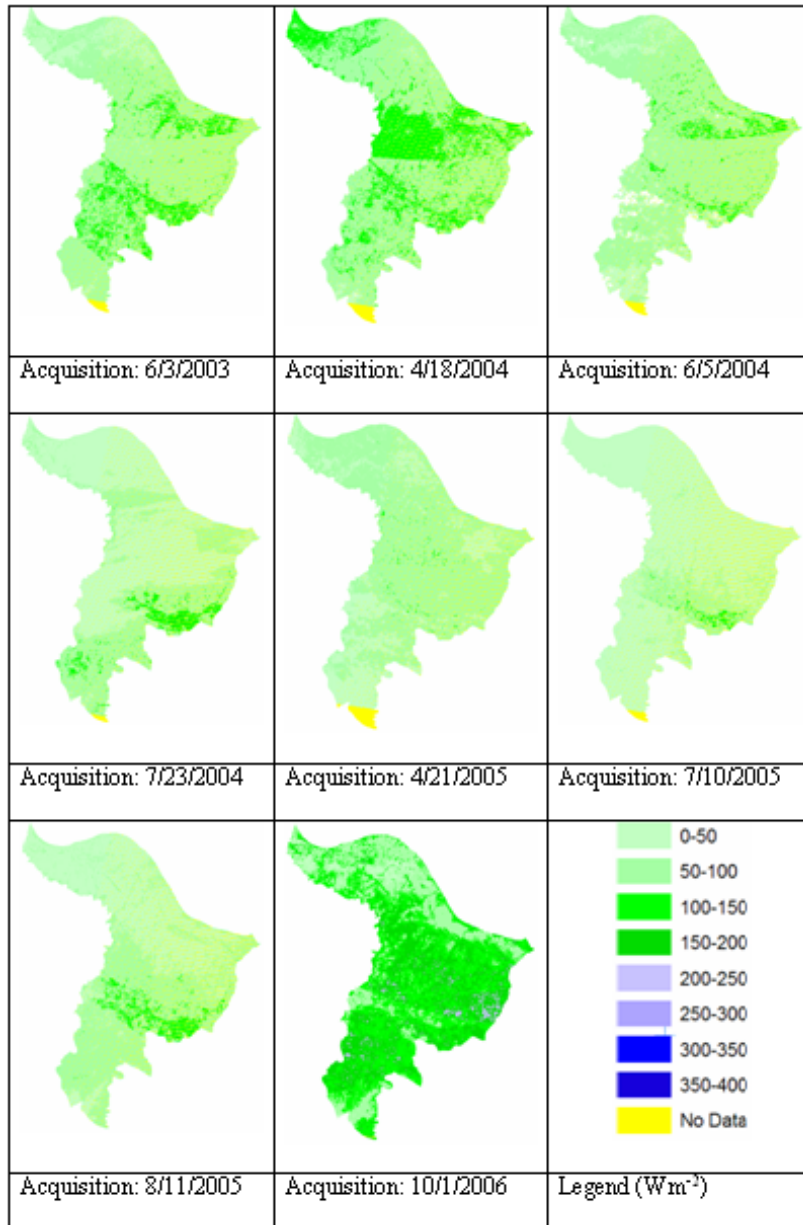 Acquisition: 6/3/2003
Acquisition: 4/18/2004
Acquisition: 6/5/2004
Acquisition: 7/23/2004
Acquisition: 4/21/2005
Acquisition: 7/10/2005
0-50
50-100
100-150
150-200
200-250
250-300
300-350
350-400
No Data
Acquisition: 8/11/2005
Acquisition: 10/1/2006
Legend (Wm⁻²)